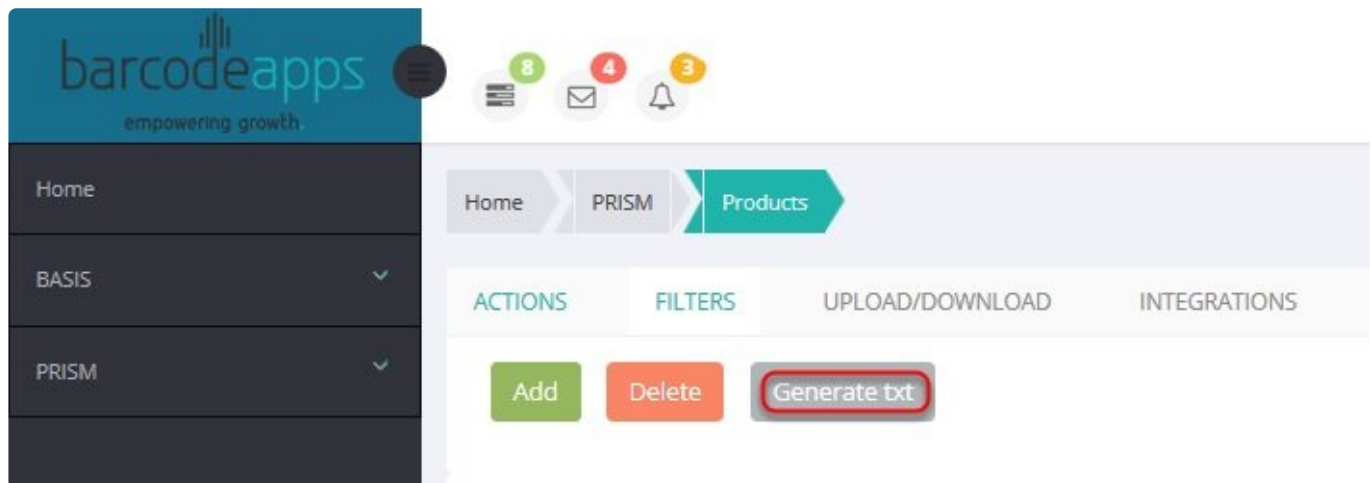 barcodeapps
empowering growth.
8 4 3
Home
BASIS
PRISM
Home PRISM Products
ACTIONS FILTERS UPLOAD/DOWNLOAD INTEGRATIONS
Add Delete Generate txt